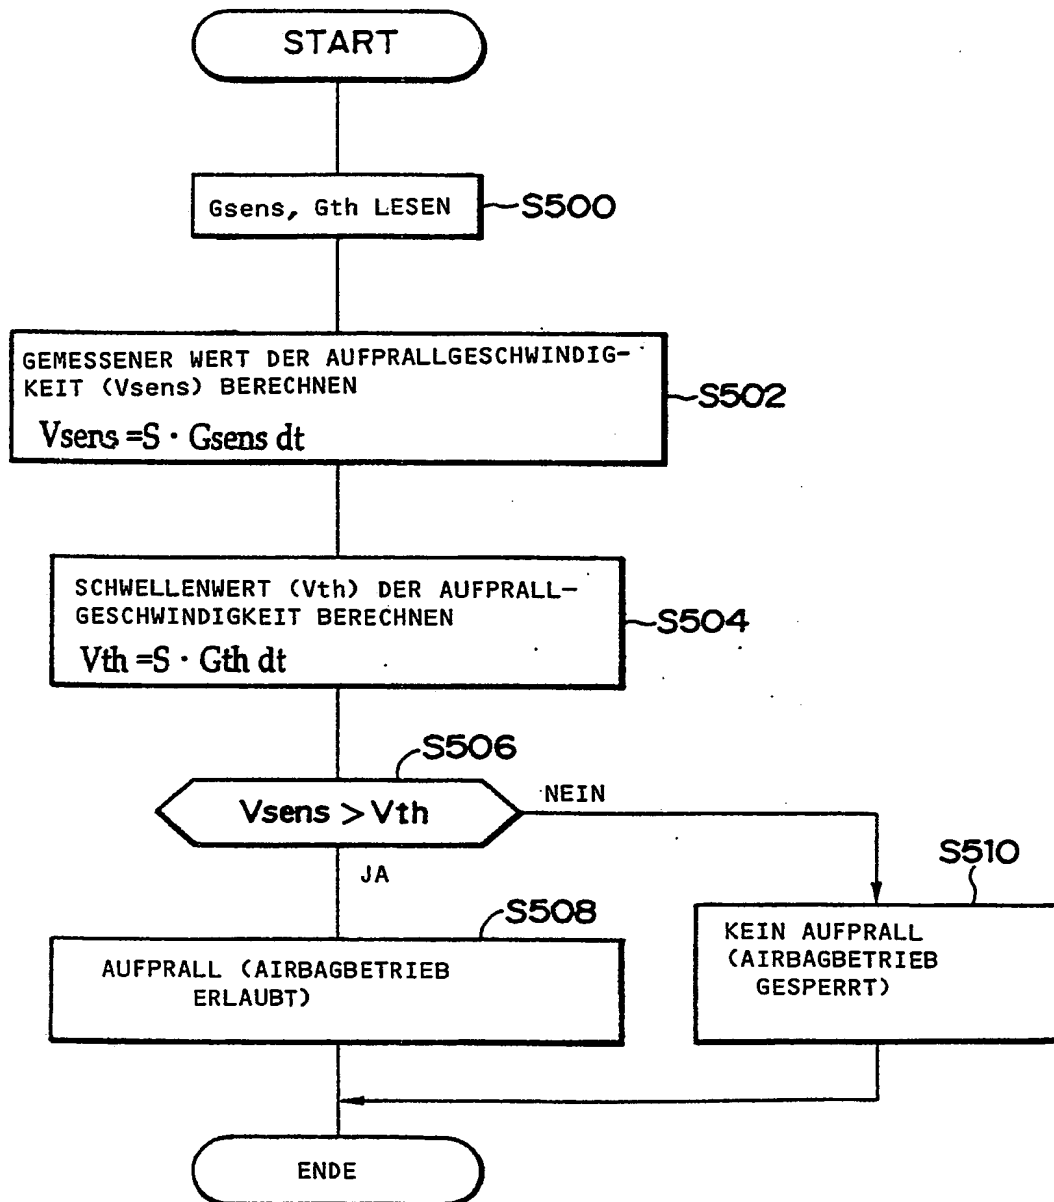 START
Gsens, Gth LESEN
S500
GEMESSENER WERT DER AUFPRALLGESCHWINDIG-
KEIT (Vsens) BERECHNEN
Vsens =S · Gsens dt
S502
SCHWELLENWERT (Vth) DER AUFPRALL-
GESCHWINDIGKEIT BERECHNEN
Vth =S · Gth dt
S504
S506
Vsens > Vth
NEIN
JA
S508
AUFPRALL (AIRBAGBETRIEB
ERLAUBT)
S510
KEIN AUFPRALL
(AIRBAGBETRIEB
GESPERRT)
ENDE